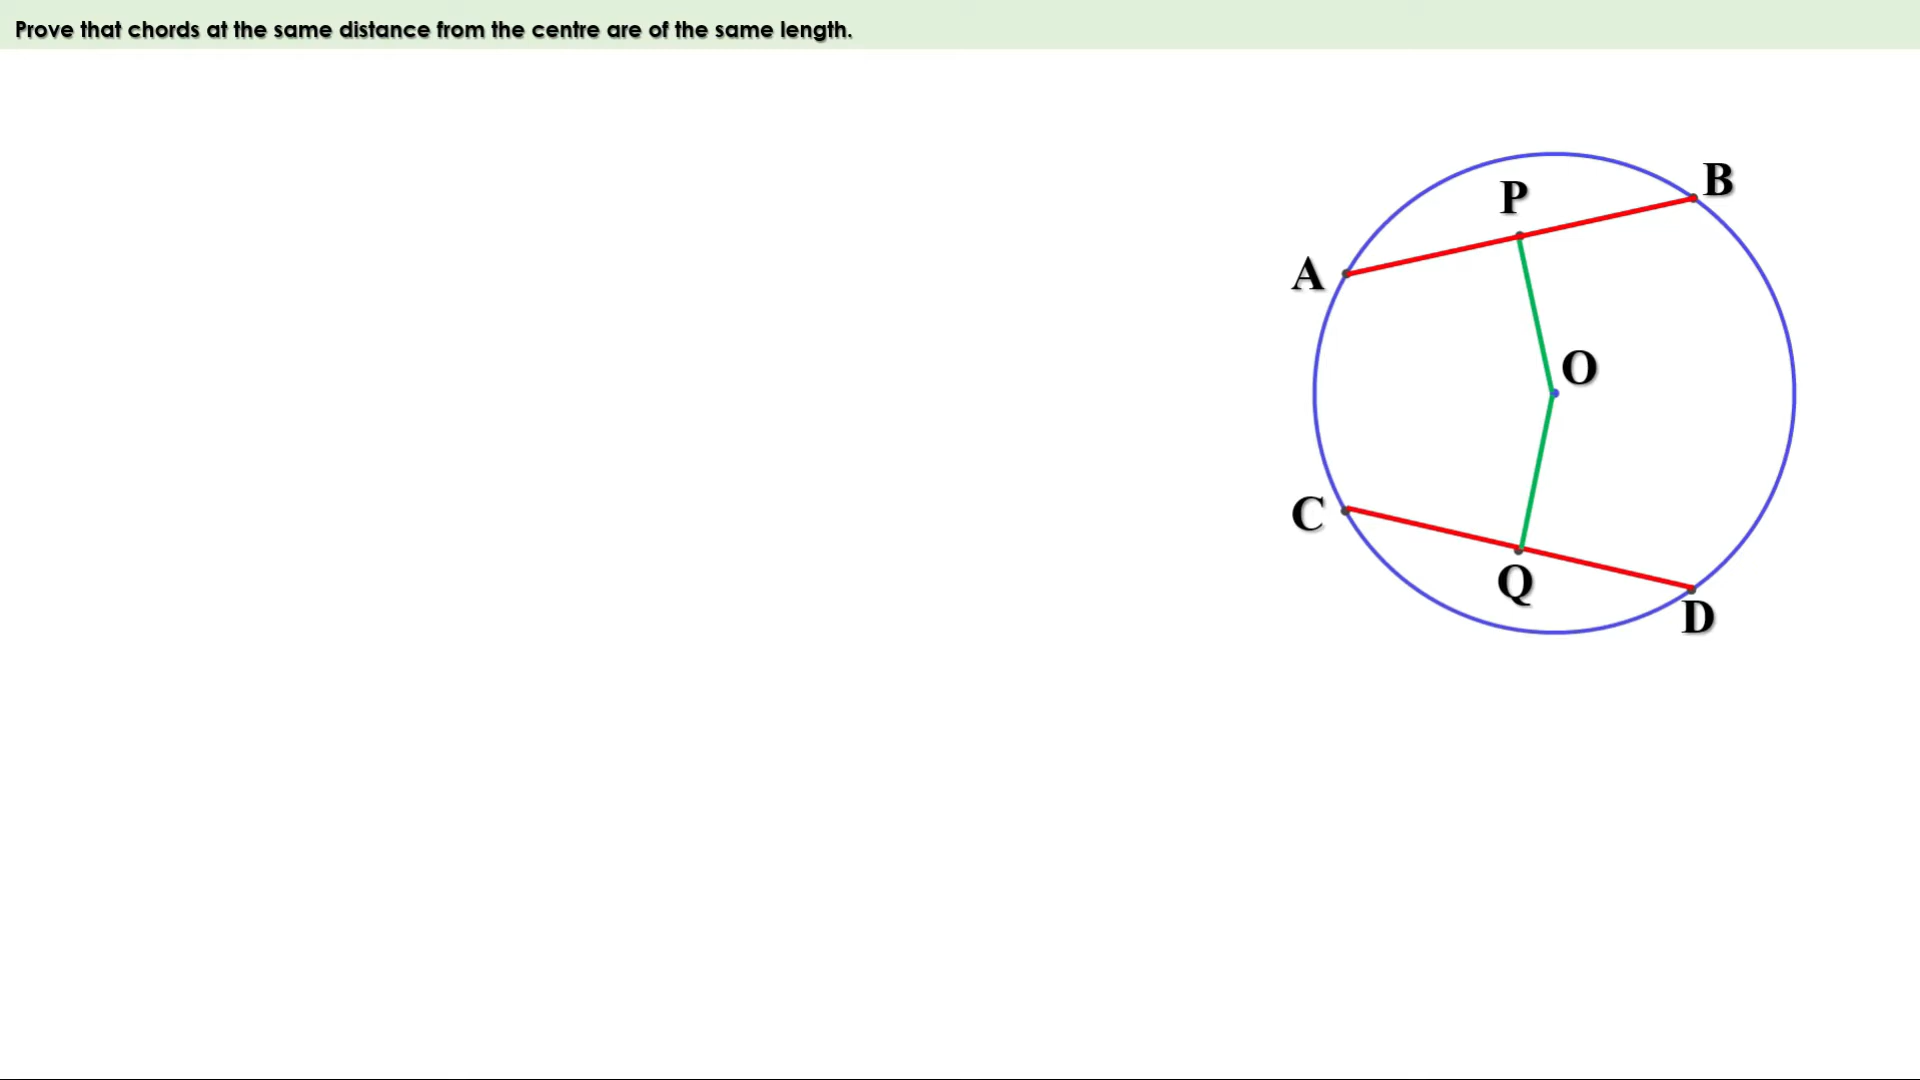 Prove that chords at the same distance from the centre are of the same length.
B
P
A
O
C
Q
D